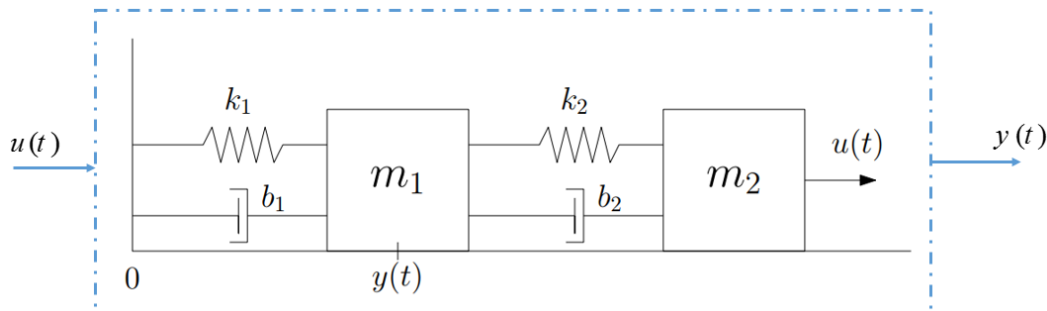 k₁
k₂
u(t)
y(t)
u(t)
m₁
m₂
b₁
b₂
0
y(t)